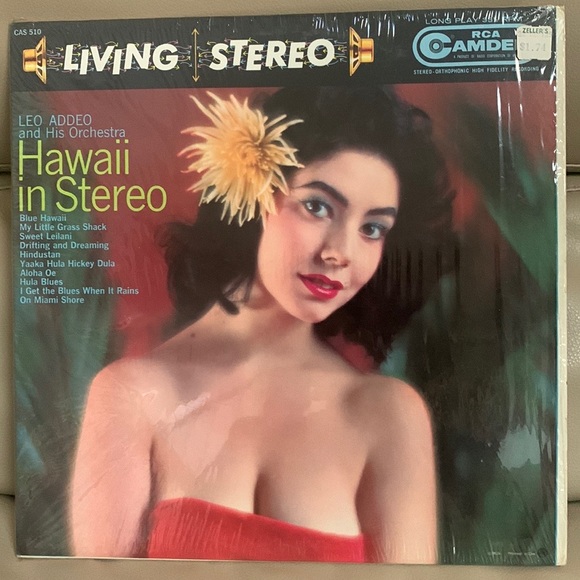 CAS 510
LIVING STEREO
LONG PLAY
RCA
CAMDE
ZELLER'S
$1.74
STEREO-ORTHOPHONIC HIGH FIDELITY RECORDING
LEO ADDEO
and His Orchestra
Hawaii
in Stereo
Blue Hawaii
My Little Grass Shack
Sweet Leilani
Drifting and Dreaming
Hindustan
Yaaka Hula Hickey Dula
Aloha Oe
Hula Blues
I Get the Blues When It Rains
On Miami Shore